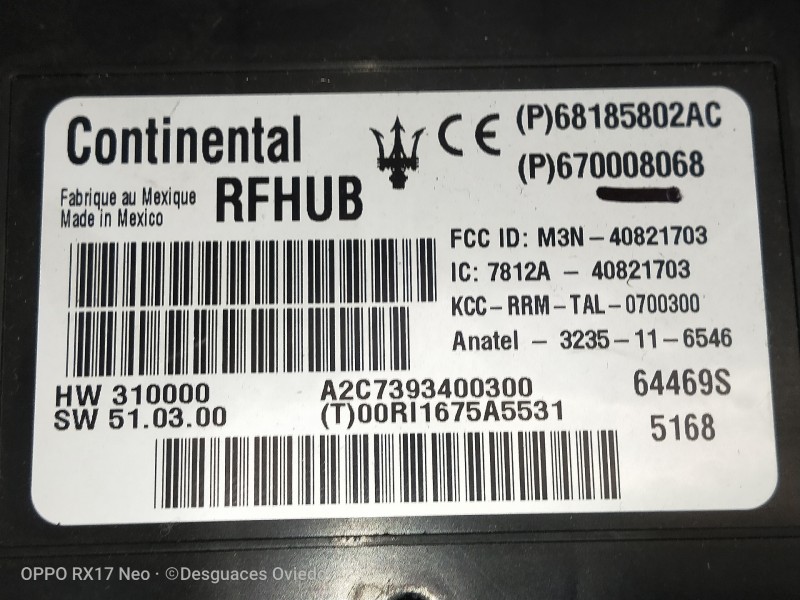 Continental
CE
(P)68185802AC
(P)670008068
Fabrique au Mexique
Made in Mexico
RFHUB
FCC ID: M3N-40821703
IC: 7812A - 40821703
KCC-RRM-TAL-0700300
Anatel - 3235-11-6546
HW 310000
SW 51.03.00
A2C7393400300
(T)00RI1675A5531
64469S
5168
OPPO RX17 Neo · ©Desguaces Oviedo